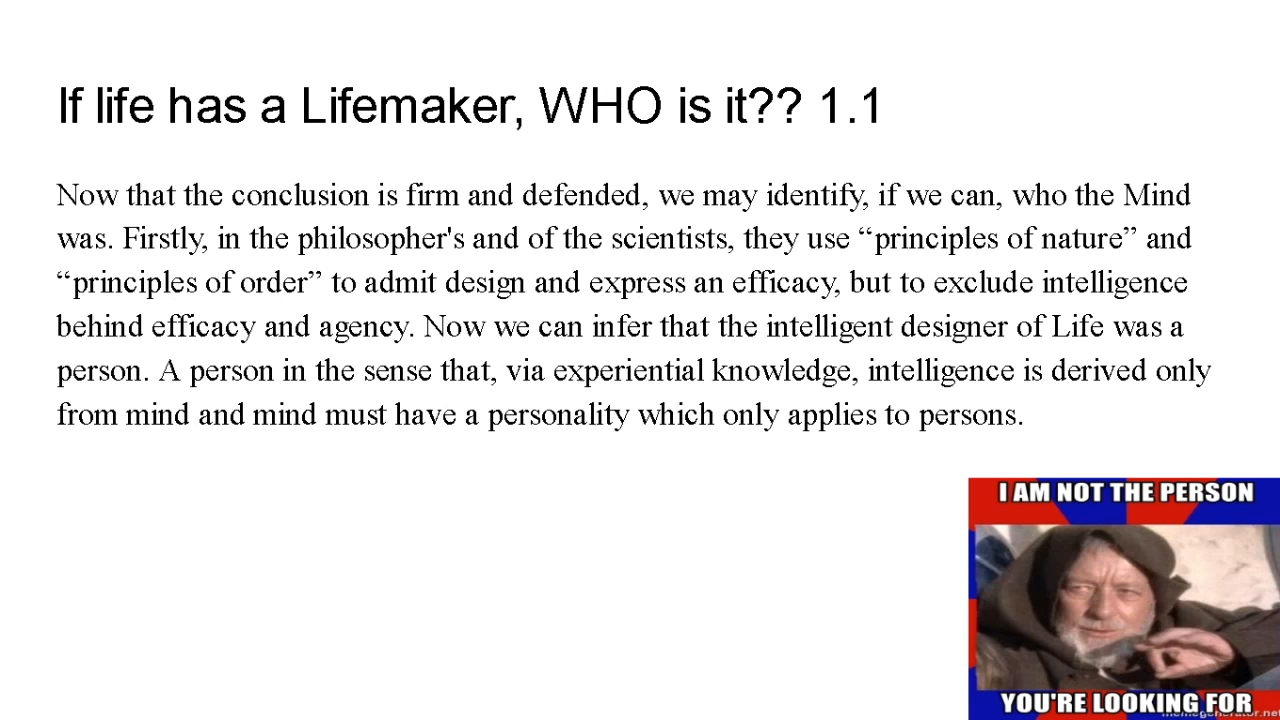 If life has a Lifemaker, WHO is it?? 1.1
Now that the conclusion is firm and defended, we may identify, if we can, who the Mind
was. Firstly, in the philosopher's and of the scientists, they use “principles of nature” and
“principles of order” to admit design and express an efficacy, but to exclude intelligence
behind efficacy and agency. Now we can infer that the intelligent designer of Life was a
person. A person in the sense that, via experiential knowledge, intelligence is derived only
from mind and mind must have a personality which only applies to persons.
I AM NOT THE PERSON
YOU'RE LOOKING FOR